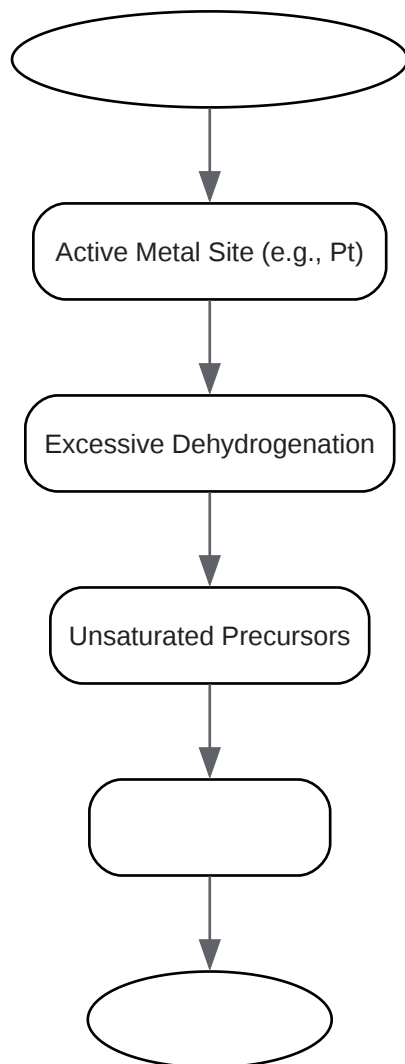 Active Metal Site (e.g., Pt)
Excessive Dehydrogenation
Unsaturated Precursors